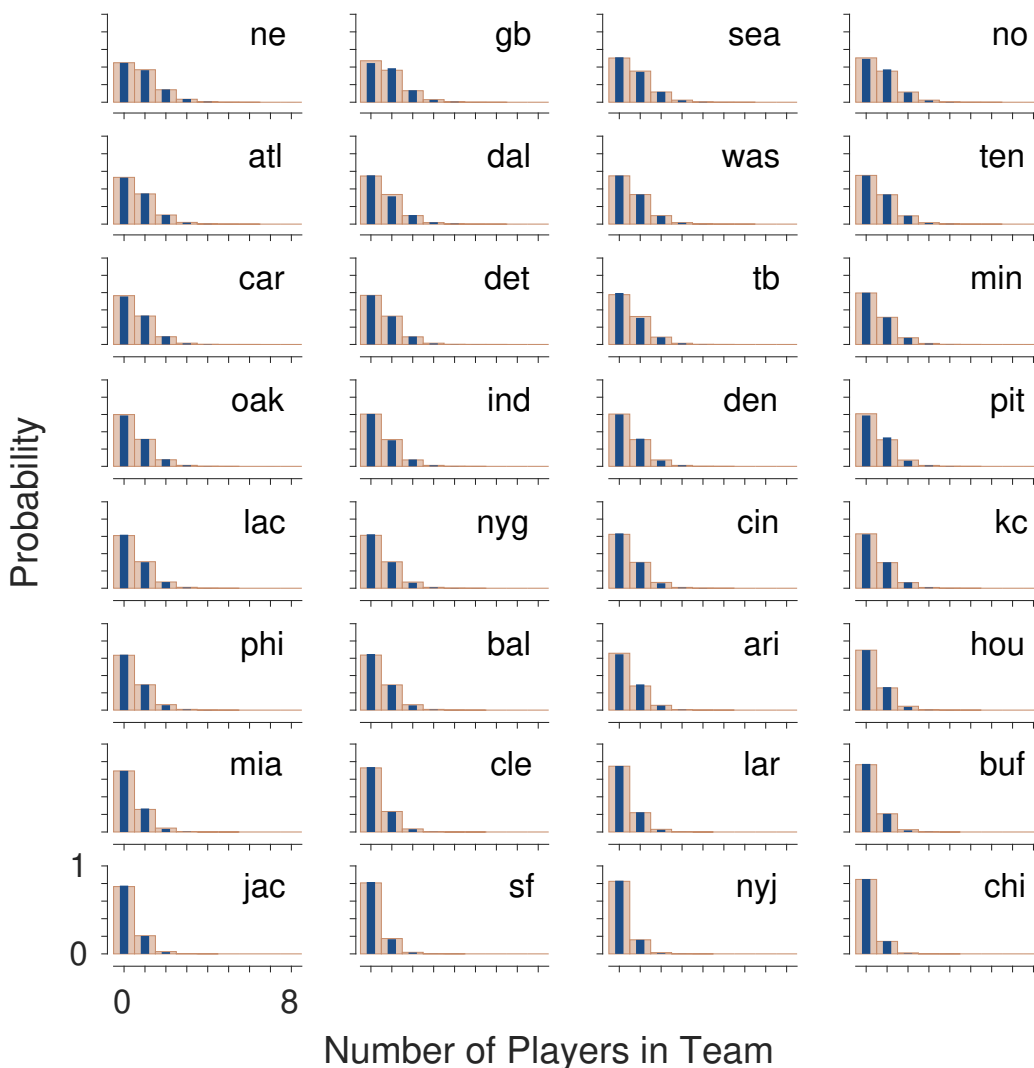 ne gb sea no
atl dal was ten
car det tb min
oak ind den pit
lac nyg cin kc
phi bal ari hou
mia cle lar buf
jac sf nyj chi
1
0
0 8
Probability
Number of Players in Team